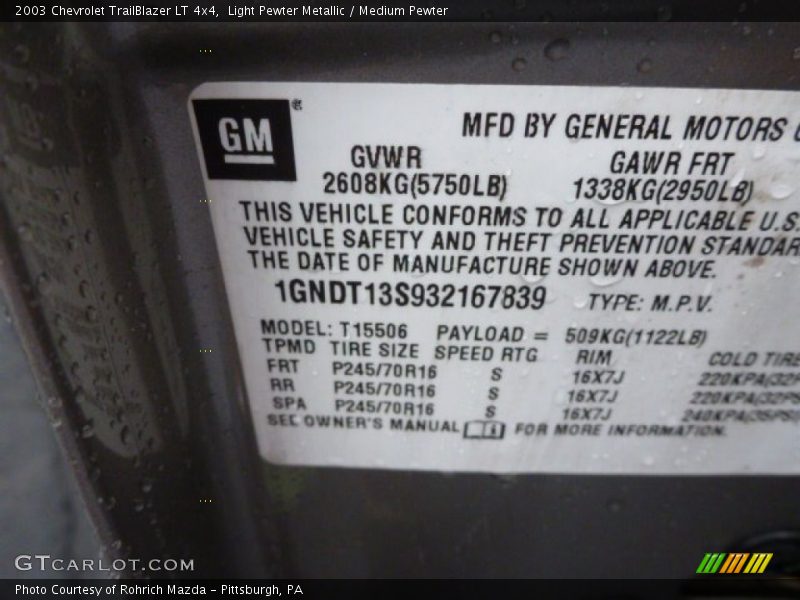 2003 Chevrolet TrailBlazer LT 4x4, Light Pewter Metallic / Medium Pewter
GM ®
MFD BY GENERAL MOTORS
GVWR GAWR FRT
2608KG(5750LB) 1338KG(2950LB)
THIS VEHICLE CONFORMS TO ALL APPLICABLE U.S.
VEHICLE SAFETY AND THEFT PREVENTION STANDAR
THE DATE OF MANUFACTURE SHOWN ABOVE.
1GNDT13S932167839 TYPE: M.P.V.
MODEL: T15506 PAYLOAD = 509KG(1122LB)
TPMD TIRE SIZE SPEED RTG RIM COLD TIRE
FRT P245/70R16 S 16X7J 220KPA(32P
RR P245/70R16 S 16X7J 220KPA(32PS
SPA P245/70R16 S 16X7J 240KPA(35PSI
SEE OWNER'S MANUAL FOR MORE INFORMATION.
GTCARLOT.COM
Photo Courtesy of Rohrich Mazda - Pittsburgh, PA